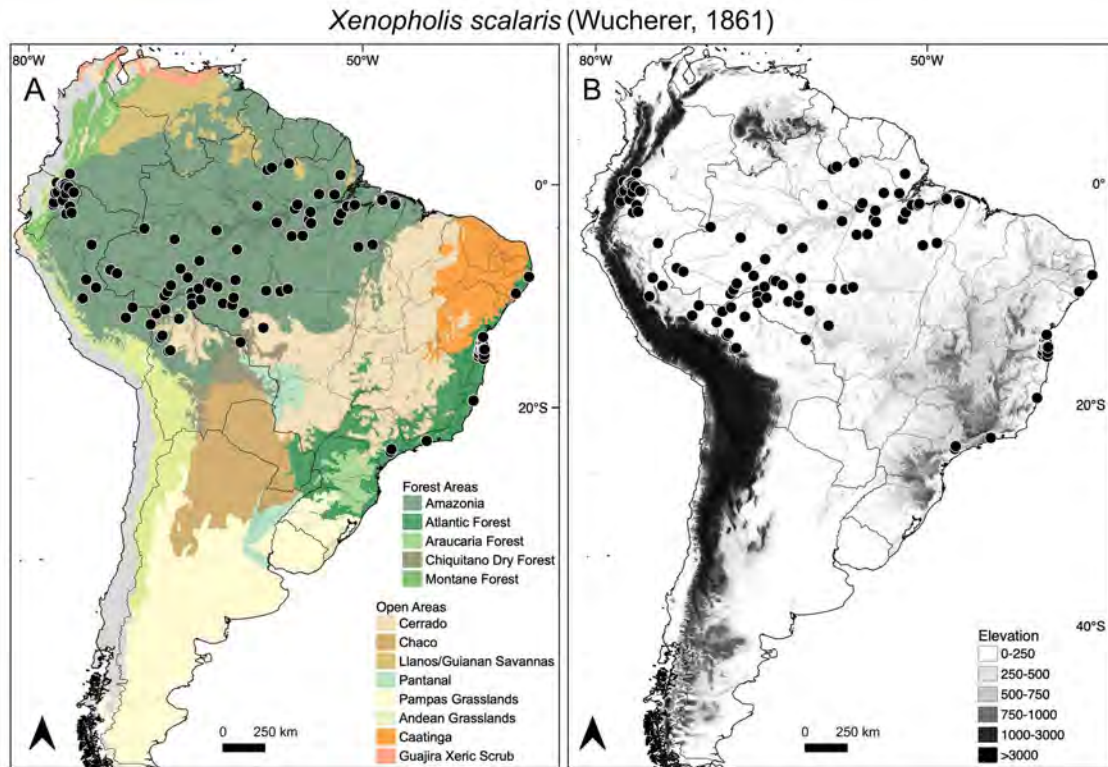 Xenopholis scalaris (Wucherer, 1861)
80°W
50°W
A
0°
20°S
Forest Areas
Amazonia
Atlantic Forest
Araucaria Forest
Chiquitano Dry Forest
Montane Forest
Open Areas
Cerrado
Chaco
Llanos/Guianan Savannas
Pantanal
Pampas Grasslands
Andean Grasslands
Caatinga
Guajira Xeric Scrub
0 250 km
80°W
50°W
B
0°
20°S
40°S
Elevation
0-250
250-500
500-750
750-1000
1000-3000
>3000
0 250 km